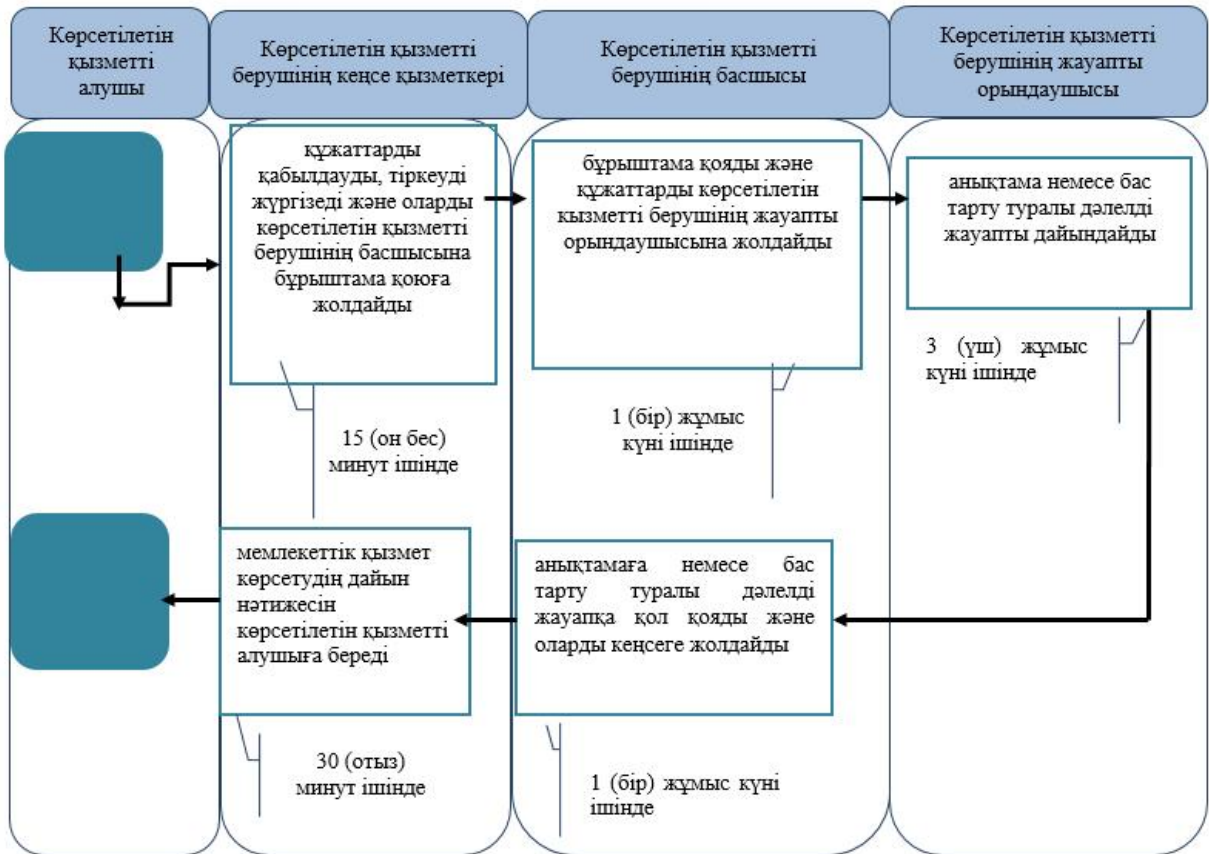 Көрсетілетін
қызметті
алушы
Көрсетілетін қызметті
берушінің кеңсе қызметкері
Көрсетілетін қызметті
берушінің басшысы
Көрсетілетін қызметті
берушінің жауапты
орындаушысы
құжаттарды
қабылдауды, тіркеуді
жүргізеді және оларды
көрсетілетін қызметті
берушінің басшысына
бұрыштама қоюға
жолдайды
бұрыштама қояды және
құжаттарды көрсетілетін
кызметті берушінің жауапты
орындаушысына жолдайды
анықтама немесе бас
тарту туралы дәлелді
жауапты дайындайды
15 (он бес)
минут ішінде
1 (бір) жұмыс
күні ішінде
3 (үш) жұмыс
күні ішінде
мемлекеттік қызмет
көрсетудің дайын
нәтижесін
көрсетілетін қызметті
алушыға береді
анықтамаға немесе бас
тарту туралы дәлелді
жауапқа қол қояды және
оларды кеңсеге жолдайды
30 (отыз)
минут ішінде
1 (бір) жұмыс күні
ішінде